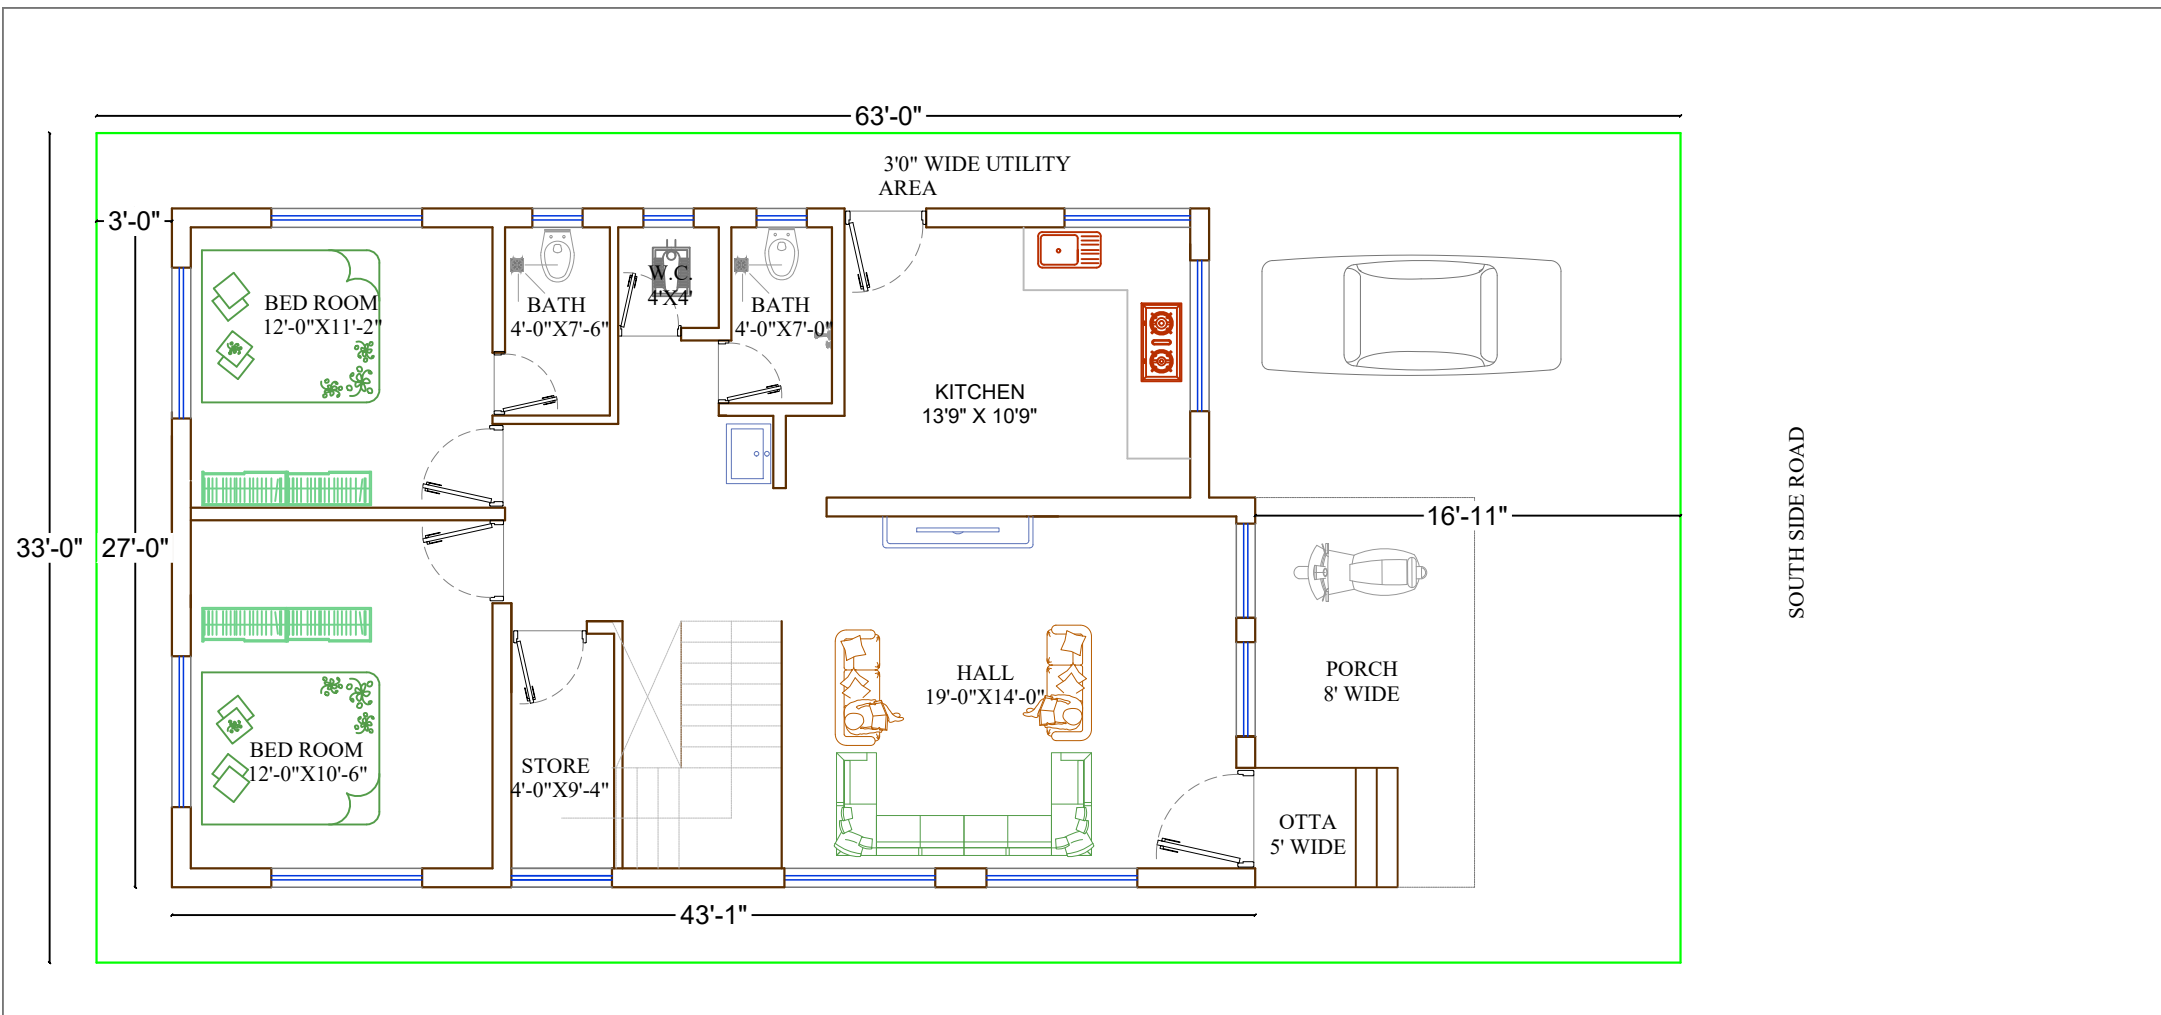 63'-0"
3'0" WIDE UTILITY
AREA
3'-0"
BED ROOM
12'-0"X11'-2"
BATH
4'-0"X7'-6"
W.C.
4'X4'
BATH
4'-0"X7'-0"
KITCHEN
13'9" X 10'9"
33'-0"
27'-0"
16'-11"
SOUTH SIDE ROAD
HALL
19'-0"X14'-0"
PORCH
8' WIDE
BED ROOM
12'-0"X10'-6"
STORE
4'-0"X9'-4"
OTTA
5' WIDE
43'-1"